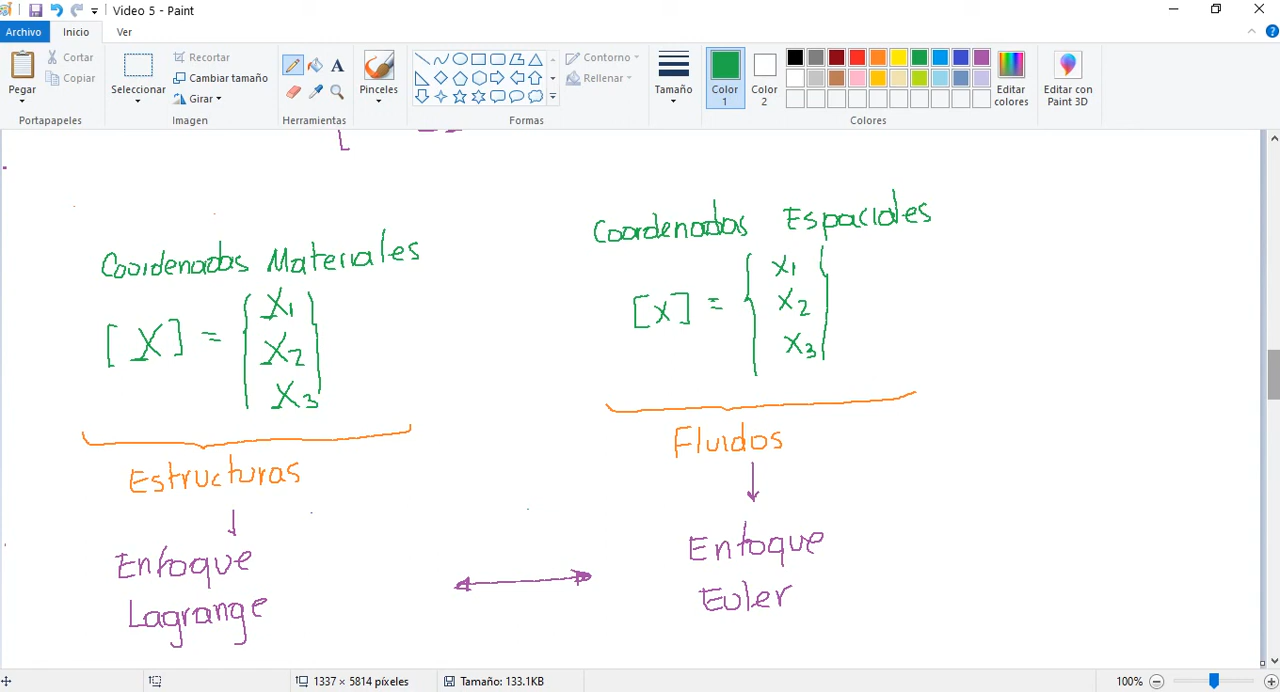 Video 5 - Paint
Archivo Inicio Ver
Pegar
Cortar
Copiar
Portapapeles
Seleccionar
Recortar
Cambiar tamaño
Girar
Imagen
A
Herramientas
Pinceles
Contorno
Rellenar
Formas
Tamaño
Color 1
Color 2
Editar colores
Editar con Paint 3D
Colores
Coordenadas Materiales
[X] = { X1
X2
X3 }
Estructuras
Enfoque
Lagrange
Coordenadas Espaciales
[x] = { x1
x2
x3 }
Fluidos
Enfoque
Euler
1337 × 5814 píxeles
Tamaño: 133.1KB
100%